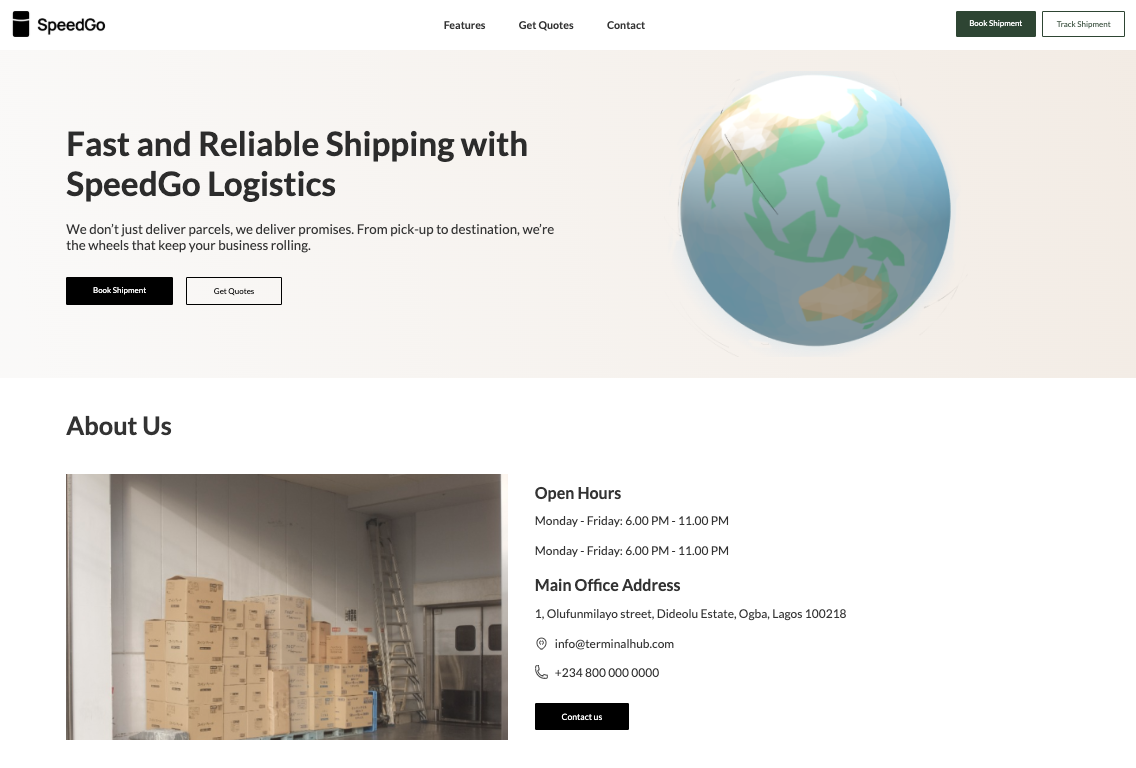 SpeedGo
Features
Get Quotes
Contact
Book Shipment
Track Shipment
Fast and Reliable Shipping with
SpeedGo Logistics
We don’t just deliver parcels, we deliver promises. From pick-up to destination, we’re
the wheels that keep your business rolling.
Book Shipment
Get Quotes
About Us
Open Hours
Monday - Friday: 6.00 PM - 11.00 PM
Monday - Friday: 6.00 PM - 11.00 PM
Main Office Address
1, Olufunmilayo street, Dideolu Estate, Ogba, Lagos 100218
info@terminalhub.com
+234 800 000 0000
Contact us